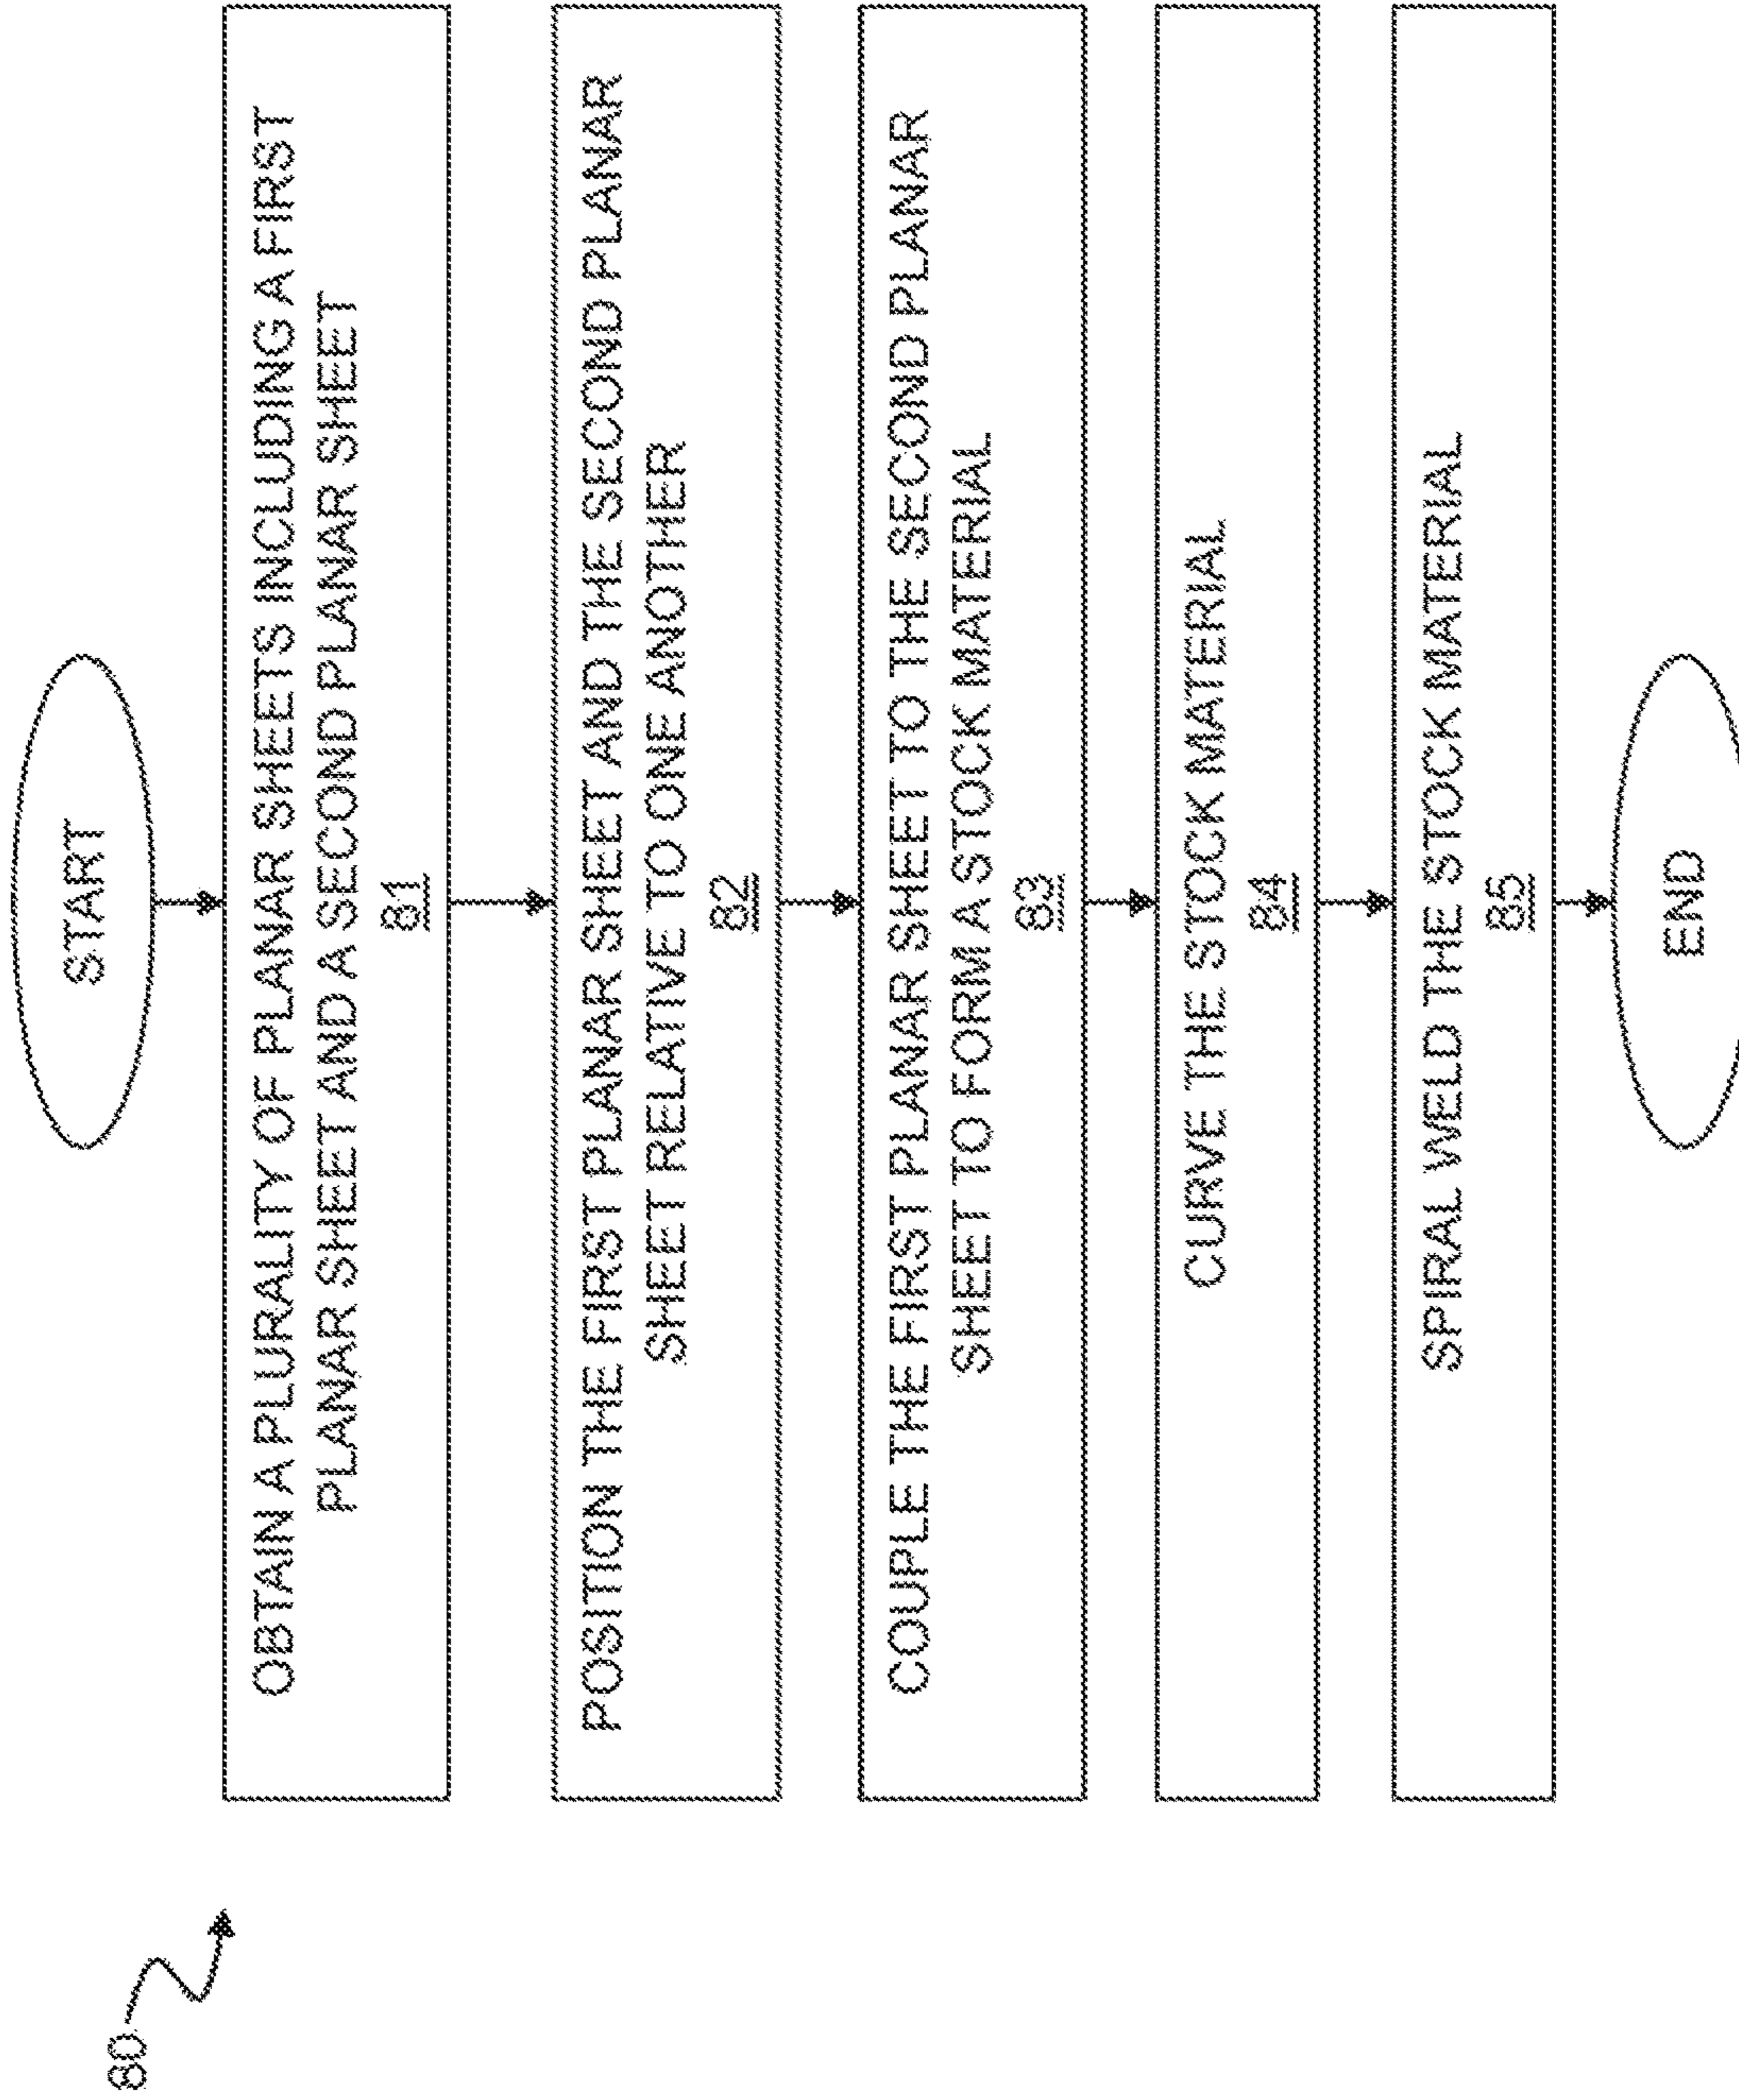 80
START
OBTAIN A PLURALITY OF PLANAR SHEETS INCLUDING A FIRST
PLANAR SHEET AND A SECOND PLANAR SHEET
81
POSITION THE FIRST PLANAR SHEET AND THE SECOND PLANAR
SHEET RELATIVE TO ONE ANOTHER
82
COUPLE THE FIRST PLANAR SHEET TO THE SECOND PLANAR
SHEET TO FORM A STOCK MATERIAL
83
CURVE THE STOCK MATERIAL
84
SPIRAL WELD THE STOCK MATERIAL
85
END